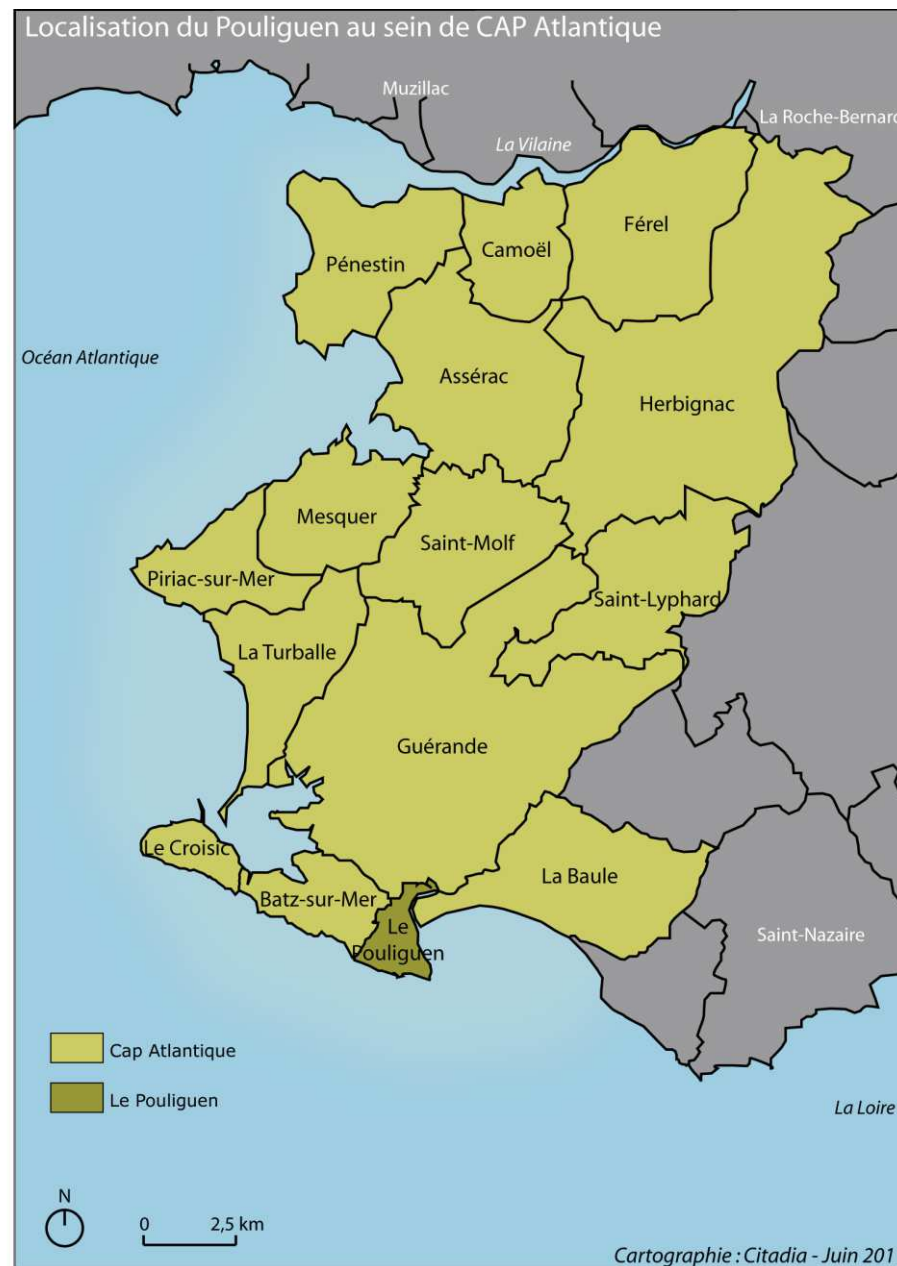 Localisation du Pouliguen au sein de CAP Atlantique
Muzillac
La Roche-Bernard
La Vilaine
Férel
Camoël
Pénestin
Océan Atlantique
Assérac
Herbignac
Mesquer
Saint-Molf
Piriac-sur-Mer
Saint-Lyphard
La Turballe
Guérande
Le Croisic
La Baule
Batz-sur-Mer
Le
Pouliguen
Saint-Nazaire
Cap Atlantique
Le Pouliguen
La Loire
N
0 2,5 km
Cartographie : Citadia - Juin 201